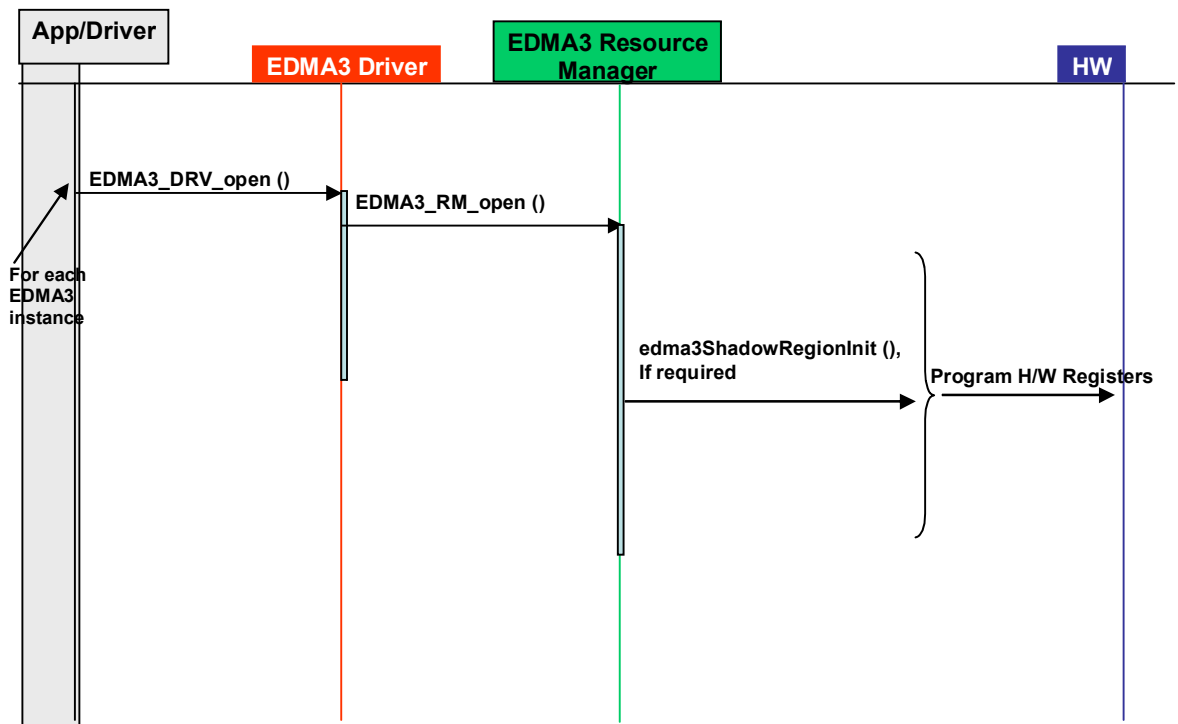 App/Driver
EDMA3 Driver
EDMA3 Resource
Manager
HW
EDMA3_DRV_open ()
EDMA3_RM_open ()
For each
EDMA3
instance
edma3ShadowRegionInit (),
If required
Program H/W Registers